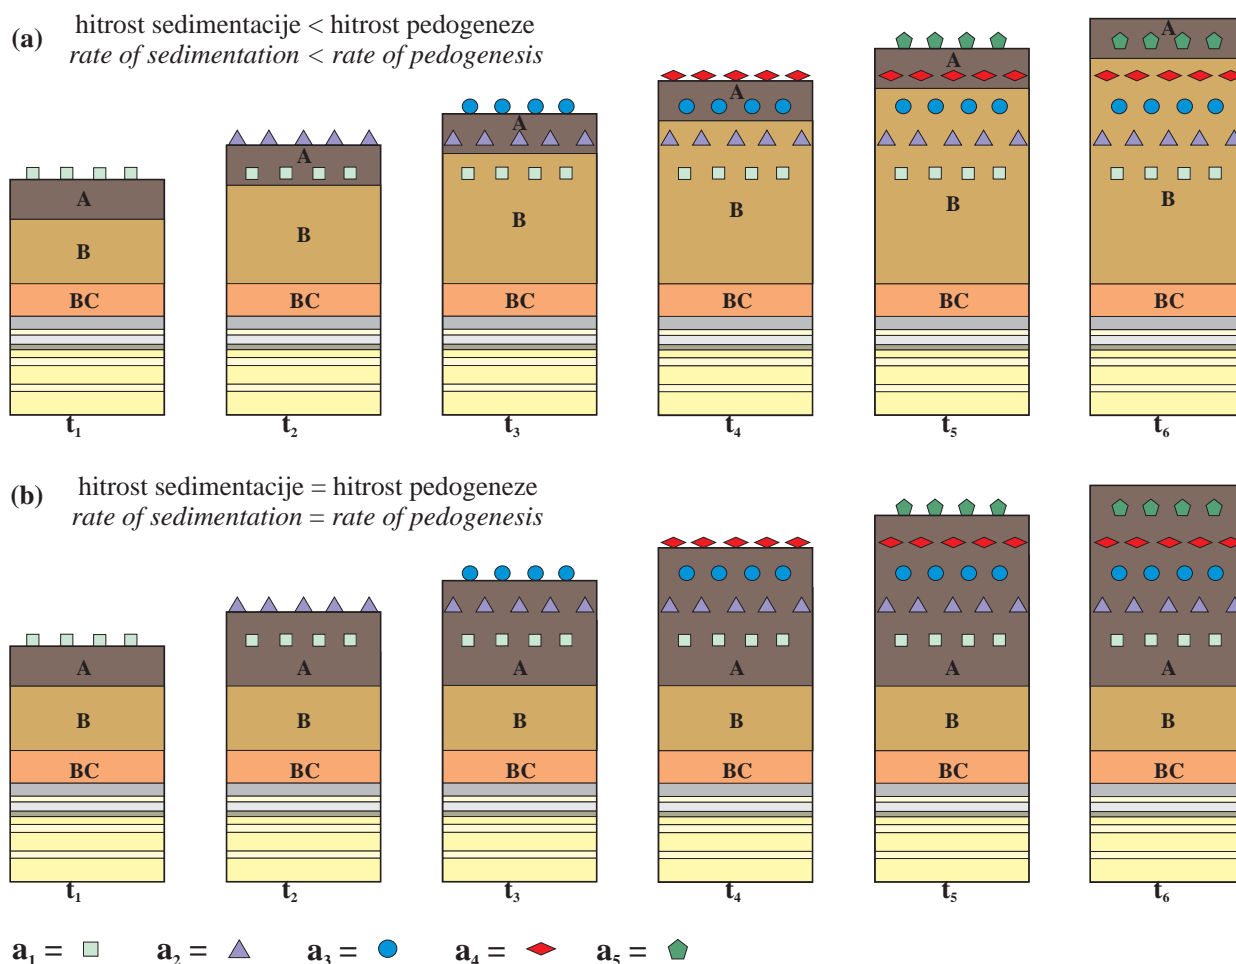 (a) hitrost sedimentacije < hitrost pedogeneze
rate of sedimentation < rate of pedogenesis
A
B
BC
t₁
A
B
BC
t₂
A
B
BC
t₃
A
B
BC
t₄
A
B
BC
t₅
A
B
BC
t₆
(b) hitrost sedimentacije = hitrost pedogeneze
rate of sedimentation = rate of pedogenesis
A
B
BC
t₁
A
B
BC
t₂
A
B
BC
t₃
A
B
BC
t₄
A
B
BC
t₅
A
B
BC
t₆
a₁ = a₂ = a₃ = a₄ = a₅ =